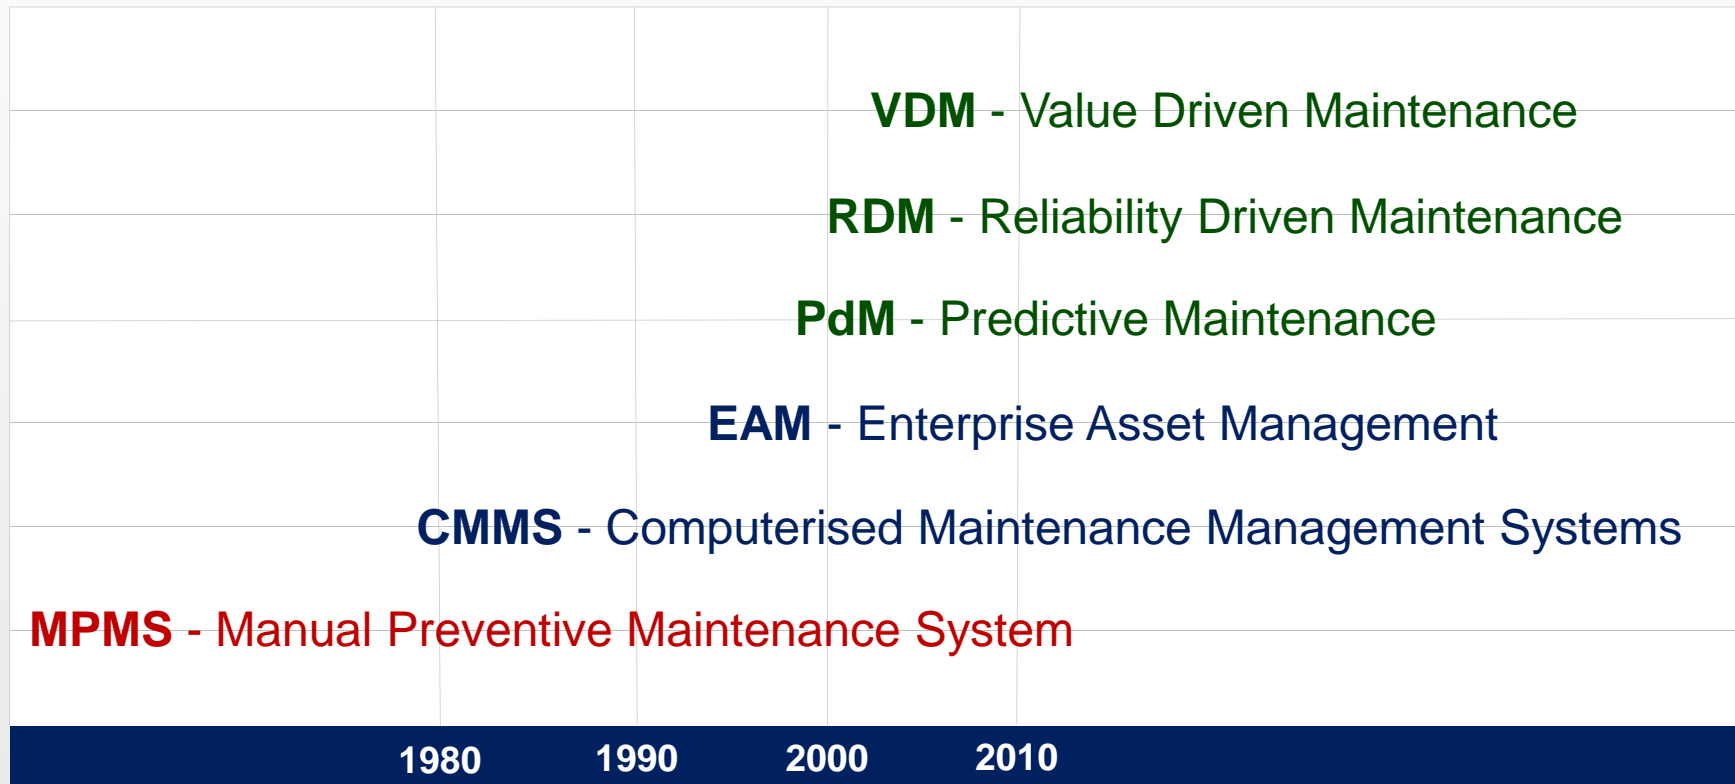 VDM - Value Driven Maintenance
RDM - Reliability Driven Maintenance
PdM - Predictive Maintenance
EAM - Enterprise Asset Management
CMMS - Computerised Maintenance Management Systems
MPMS - Manual Preventive Maintenance System
1980 1990 2000 2010